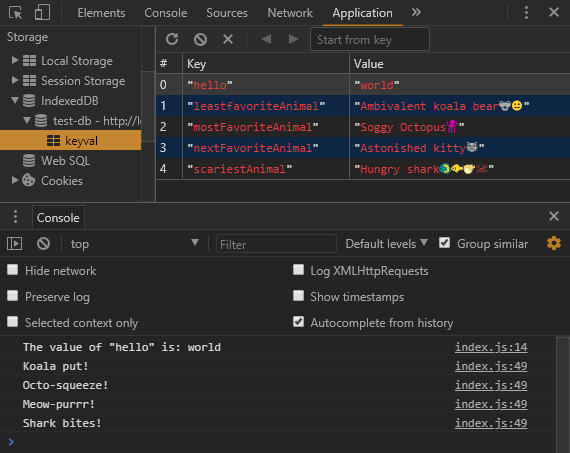 Elements Console Sources Network Application
Storage
Local Storage
Session Storage
IndexedDB
test-db - http://l
keyval
Web SQL
Cookies
Start from key
# Key Value
0 "hello" "world"
1 "leastFavoriteAnimal" "Ambivalent koala bear🐨😐"
2 "mostFavoriteAnimal" "Soggy Octopus🐙"
3 "nextFavoriteAnimal" "Astonished kitty🐱"
4 "scariestAnimal" "Hungry shark🐬🐠🐡☠"
Console
top Filter Default levels Group similar
Hide network Log XMLHttpRequests
Preserve log Show timestamps
Selected context only Autocomplete from history
The value of "hello" is: world index.js:14
Koala put! index.js:49
Octo-squeeze! index.js:49
Meow-purrr! index.js:49
Shark bites! index.js:49